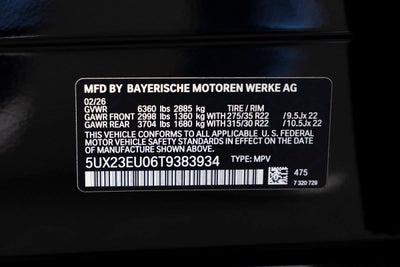 MFD BY BAYERISCHE MOTOREN WERKE AG
02/26
GVWR 6360 lbs 2885 kg TIRE / RIM
GAWR FRONT 2998 lbs 1360 kg 275/35 R22 / 9.5Jx 22
GAWR REAR 3704 lbs 1680 kg 315/30 R22 / 10.5Jx 22
THIS VEHICLE CONFORMS TO ALL APPLICABLE
U.S. FEDERAL MOTOR VEHICLE SAFETY STANDARDS
IN EFFECT ON THE DATE OF
MANUFACTURE SHOWN ABOVE.
5UX23EU06T9383934 TYPE: MPV
475
7 320 729